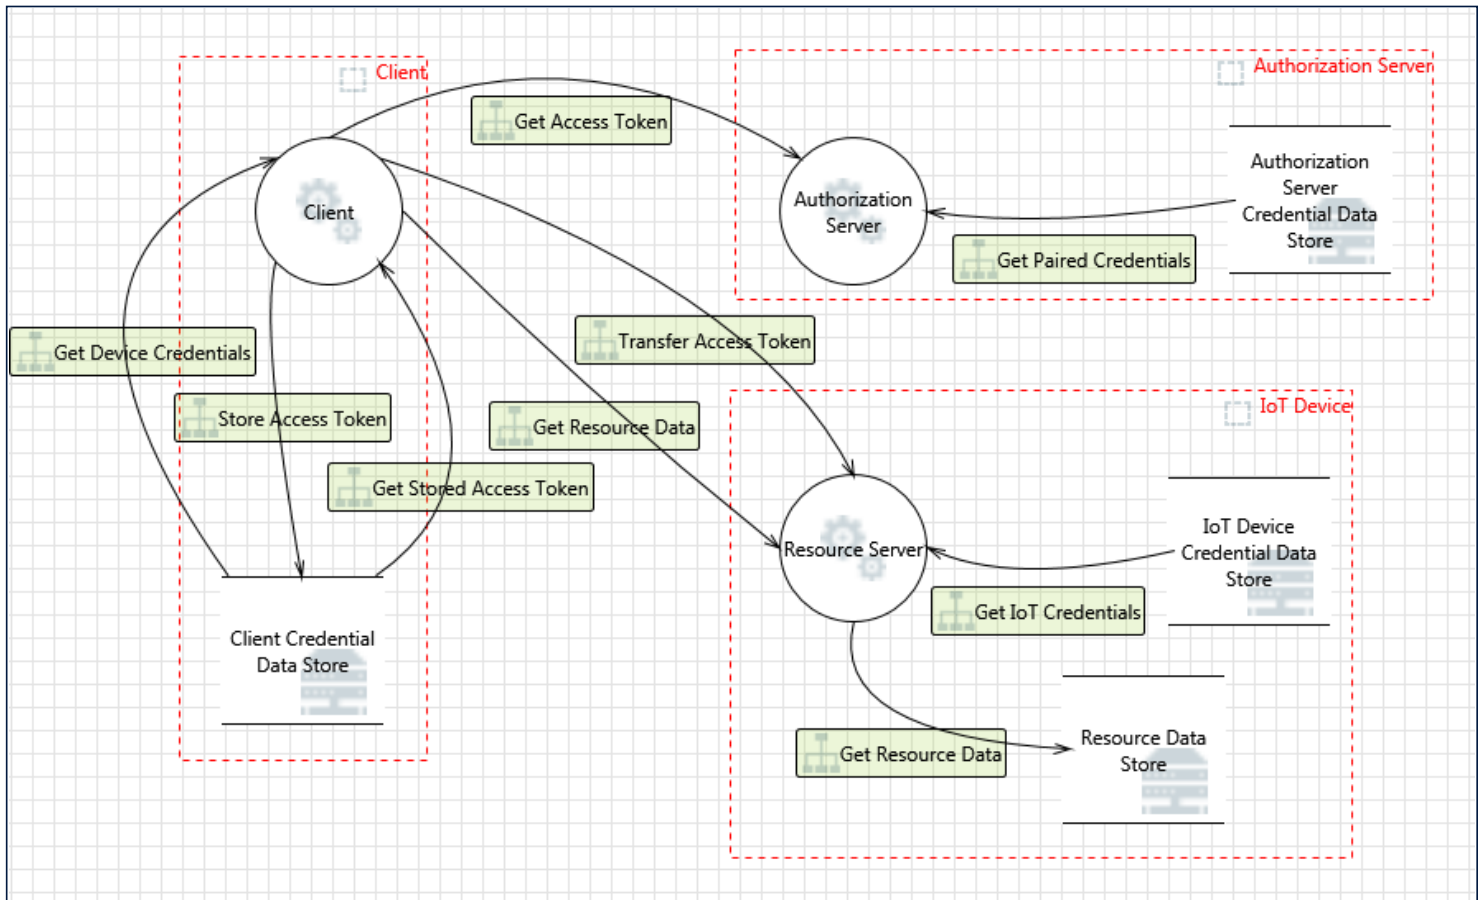 Client
Authorization Server
Get Access Token
Client
Authorization
Server
Authorization
Server
Credential Data
Store
Get Paired Credentials
Get Device Credentials
Transfer Access Token
Store Access Token
Get Resource Data
Get Stored Access Token
IoT Device
Resource Server
IoT Device
Credential Data
Store
Get IoT Credentials
Client Credential
Data Store
Get Resource Data
Resource Data
Store